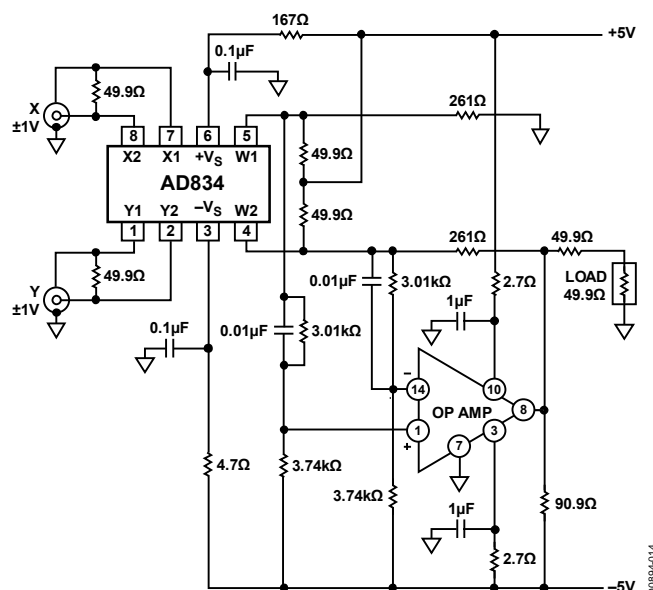 167Ω
+5V
0.1µF
X
±1V
49.9Ω
261Ω
8
7
6
5
X2
X1
+VS
W1
49.9Ω
AD834
Y1
Y2
–VS
W2
49.9Ω
1
2
3
4
261Ω
49.9Ω
Y
±1V
49.9Ω
0.01µF
3.01kΩ
2.7Ω
LOAD
49.9Ω
0.1µF
0.01µF
3.01kΩ
1µF
–
14
10
OP AMP
8
1
3
+
7
4.7Ω
3.74kΩ
3.74kΩ
90.9Ω
1µF
2.7Ω
–5V
00894-014